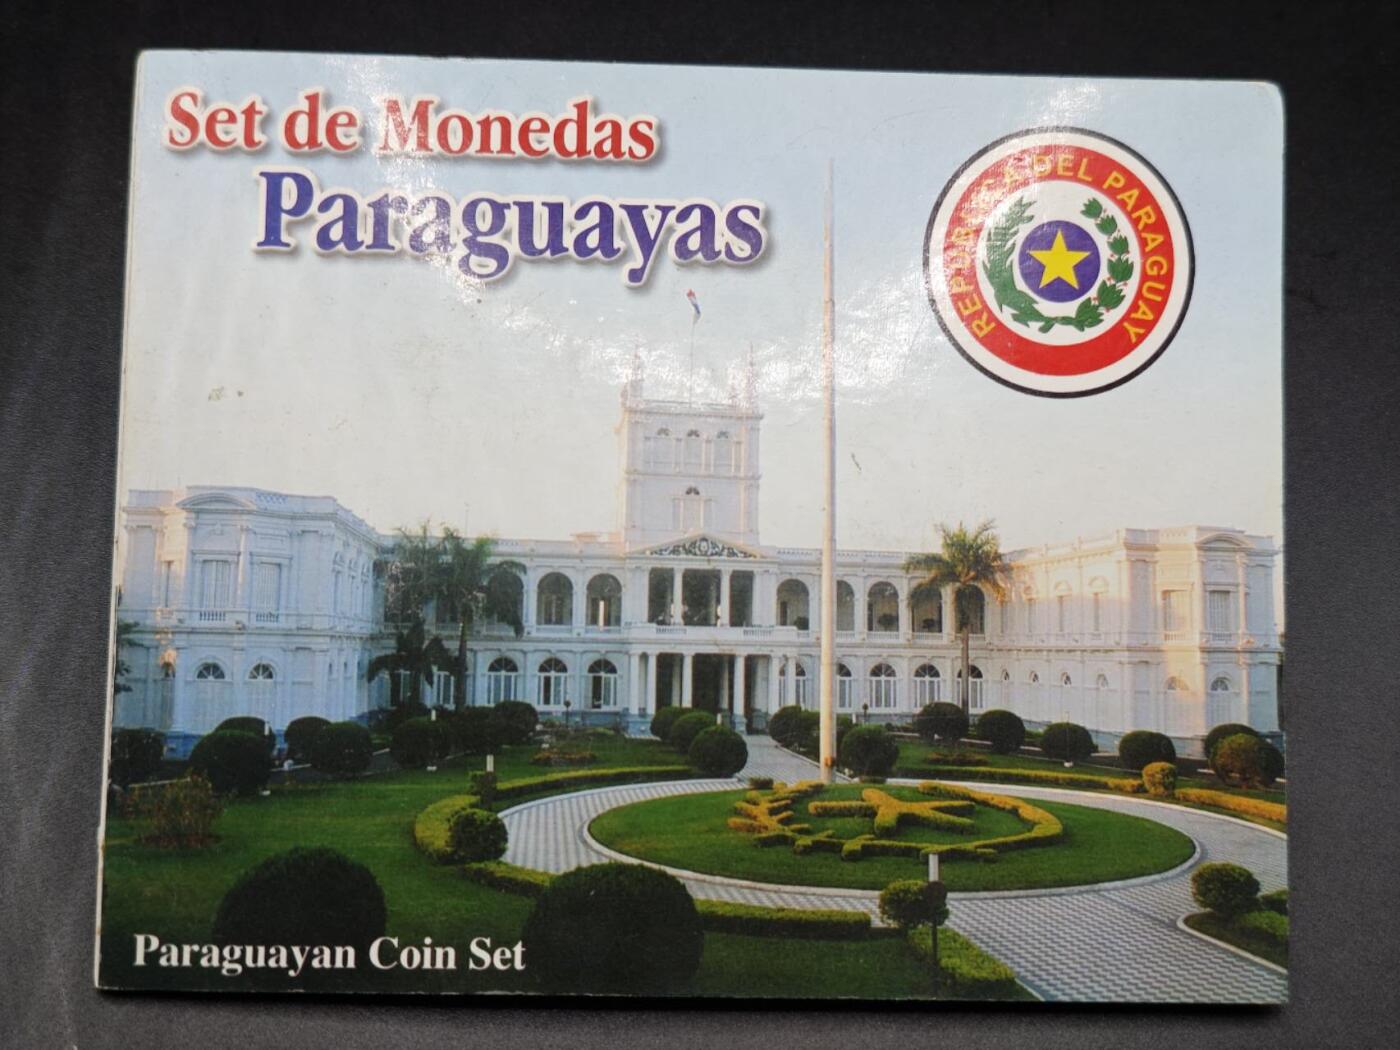 Set de Monedas
Paraguayas
REPUBLICA DEL PARAGUAY
Paraguayan Coin Set